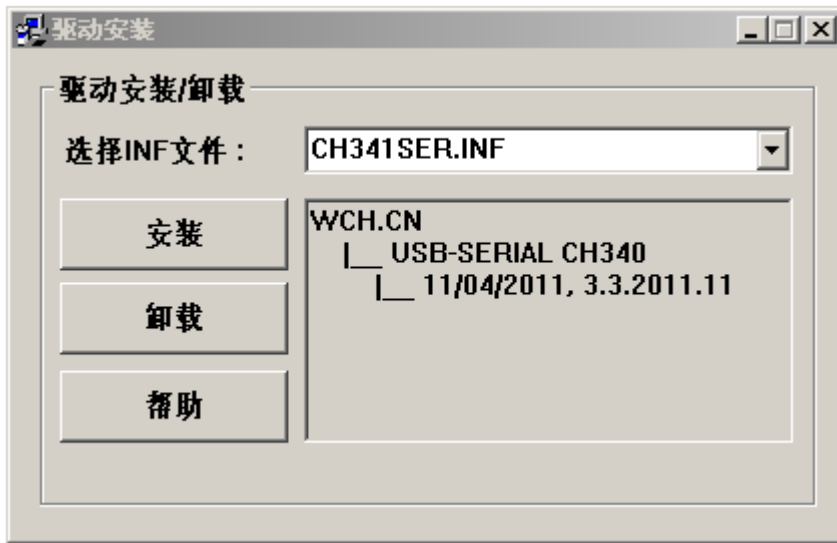 驱动安装
驱动安装/卸载
选择INF文件：
CH341SER.INF
安装
卸载
帮助
WCH.CN
|__ USB-SERIAL CH340
|__ 11/04/2011, 3.3.2011.11